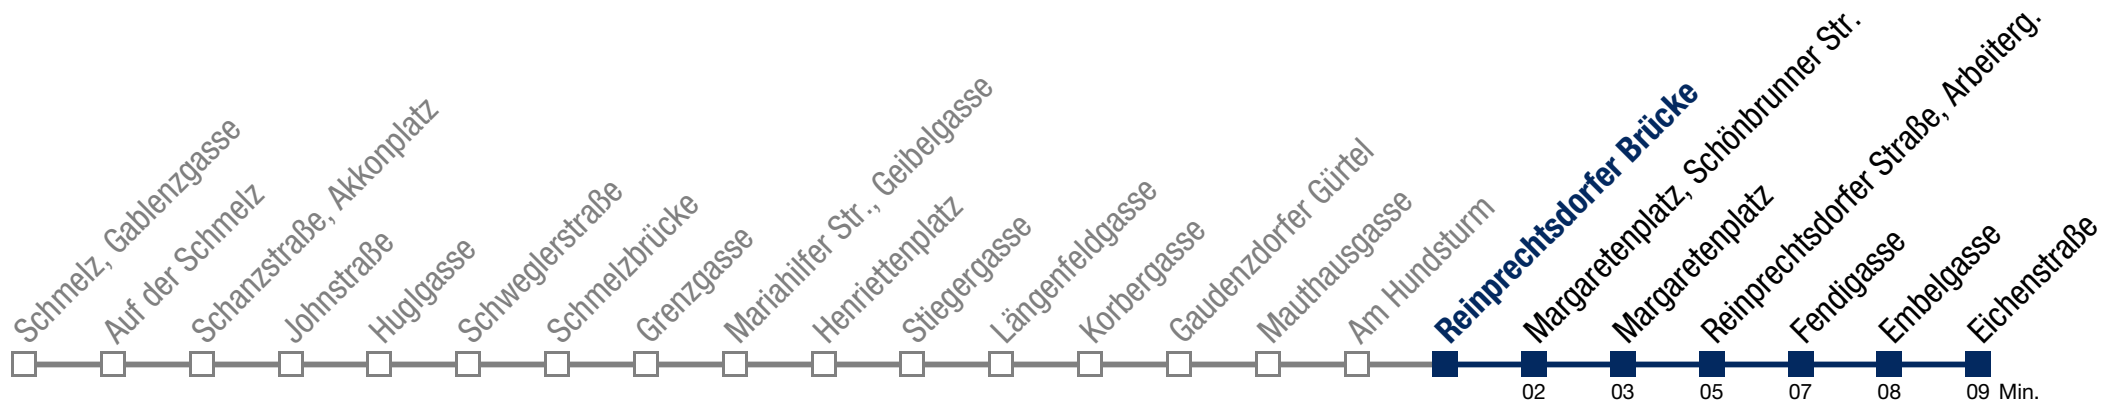 Schmelz, Gablenzgasse
Auf der Schmelz
Schanzstraße, Akkonplatz
Johnstraße
Huglgasse
Schweglerstraße
Schmelzbrücke
Grenzgasse
Mariahilfer Str., Geibelgasse
Henriettenplatz
Stiegergasse
Längenfeldgasse
Korbergasse
Gaudenzdorfer Gürtel
Mauthausgasse
Am Hundsturm
Reinprechtsdorfer Brücke
Margaretenplatz, Schönbrunner Str.
Margaretenplatz
Reinprechtsdorfer Straße, Arbeiterg.
Fendigasse
Embelgasse
Eichenstraße
02 03 05 07 08 09 Min.